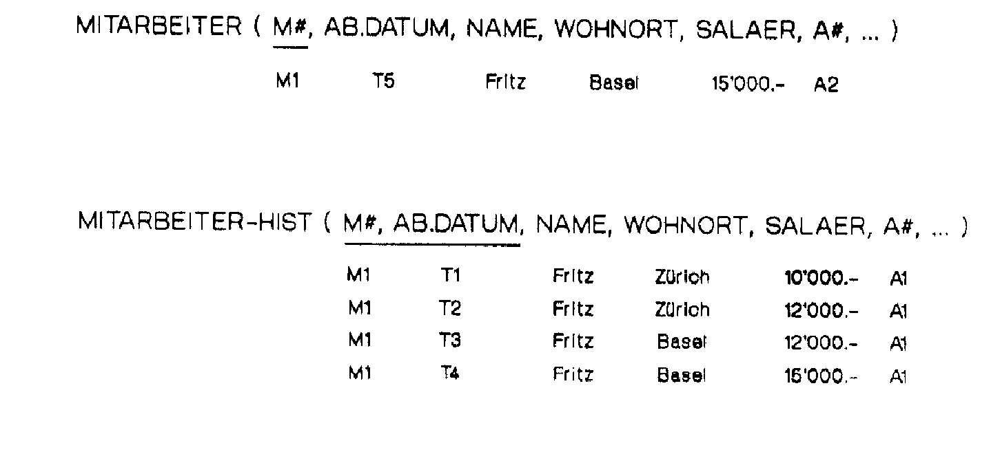 MITARBEITER ( M#, AB.DATUM, NAME, WOHNORT, SALAER, A#, ... )
M1 T5 Fritz Basel 15'000.- A2
MITARBEITER-HIST ( M#, AB.DATUM, NAME, WOHNORT, SALAER, A#, ... )
M1 T1 Fritz Zürich 10'000.- A1
M1 T2 Fritz Zürich 12'000.- A1
M1 T3 Fritz Basel 12'000.- A1
M1 T4 Fritz Basel 15'000.- A1